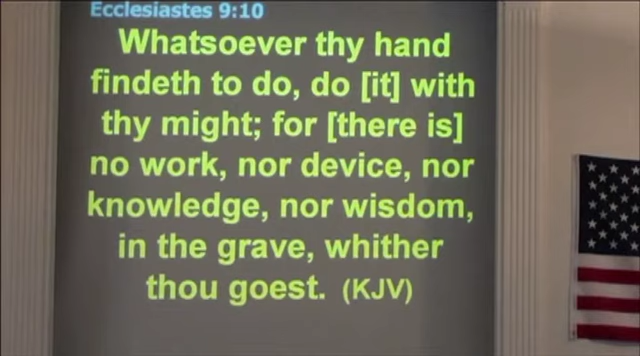 Ecclesiastes 9:10
Whatsoever thy hand
findeth to do, do [it] with
thy might; for [there is]
no work, nor device, nor
knowledge, nor wisdom,
in the grave, whither
thou goest. (KJV)